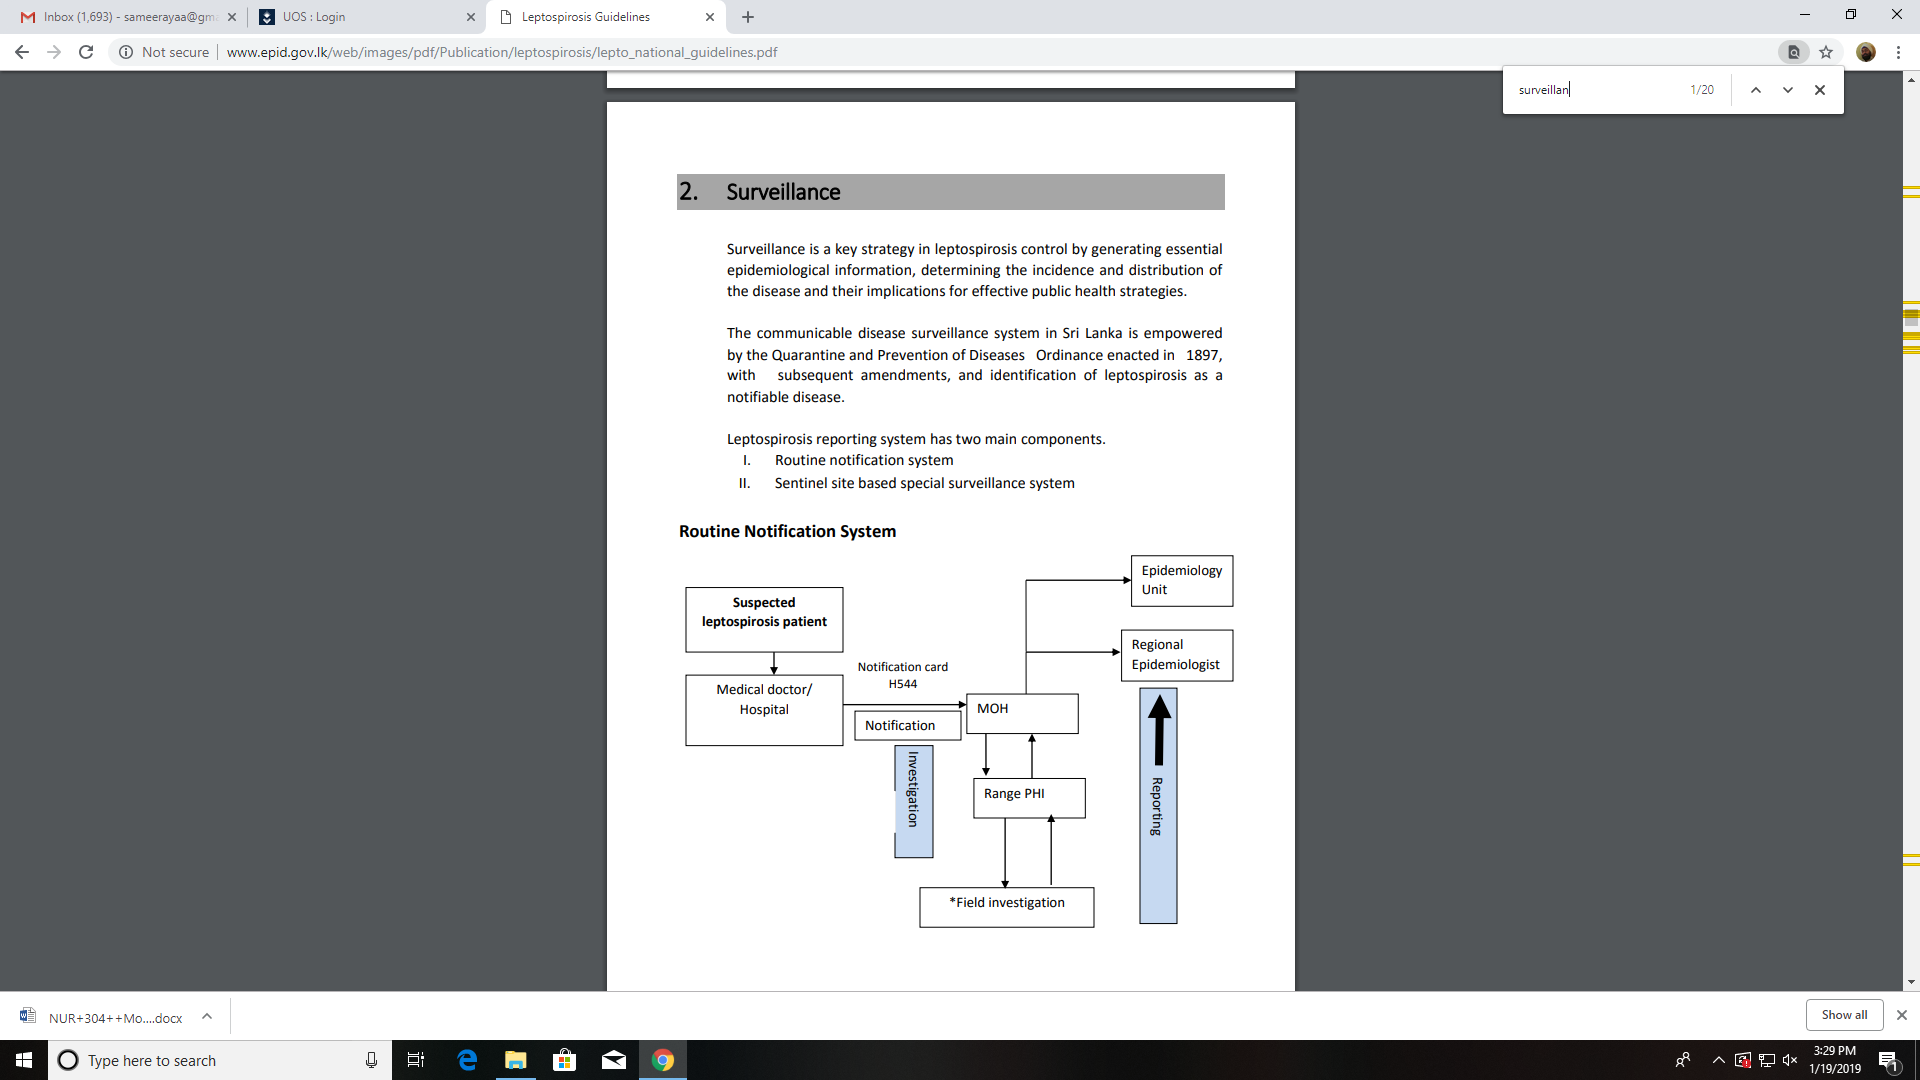 Inbox (1,693) - sameerayaa@gm
UOS : Login
Leptospirosis Guidelines
Not secure
www.epid.gov.lk/web/images/pdf/Publication/leptospirosis/lepto_national_guidelines.pdf
surveillan
1/20
2. Surveillance
Surveillance is a key strategy in leptospirosis control by generating essential
epidemiological information, determining the incidence and distribution of
the disease and their implications for effective public health strategies.
The communicable disease surveillance system in Sri Lanka is empowered
by the Quarantine and Prevention of Diseases Ordinance enacted in 1897,
with subsequent amendments, and identification of leptospirosis as a
notifiable disease.
Leptospirosis reporting system has two main components.
I. Routine notification system
II. Sentinel site based special surveillance system
Routine Notification System
Epidemiology
Unit
Suspected
leptospirosis patient
Regional
Epidemiologist
Notification card
H544
Medical doctor/
Hospital
MOH
Notification
Investigation
Range PHI
Reporting
*Field investigation
NUR+304++Mo....docx
Show all
Type here to search
3:29 PM
1/19/2019
1